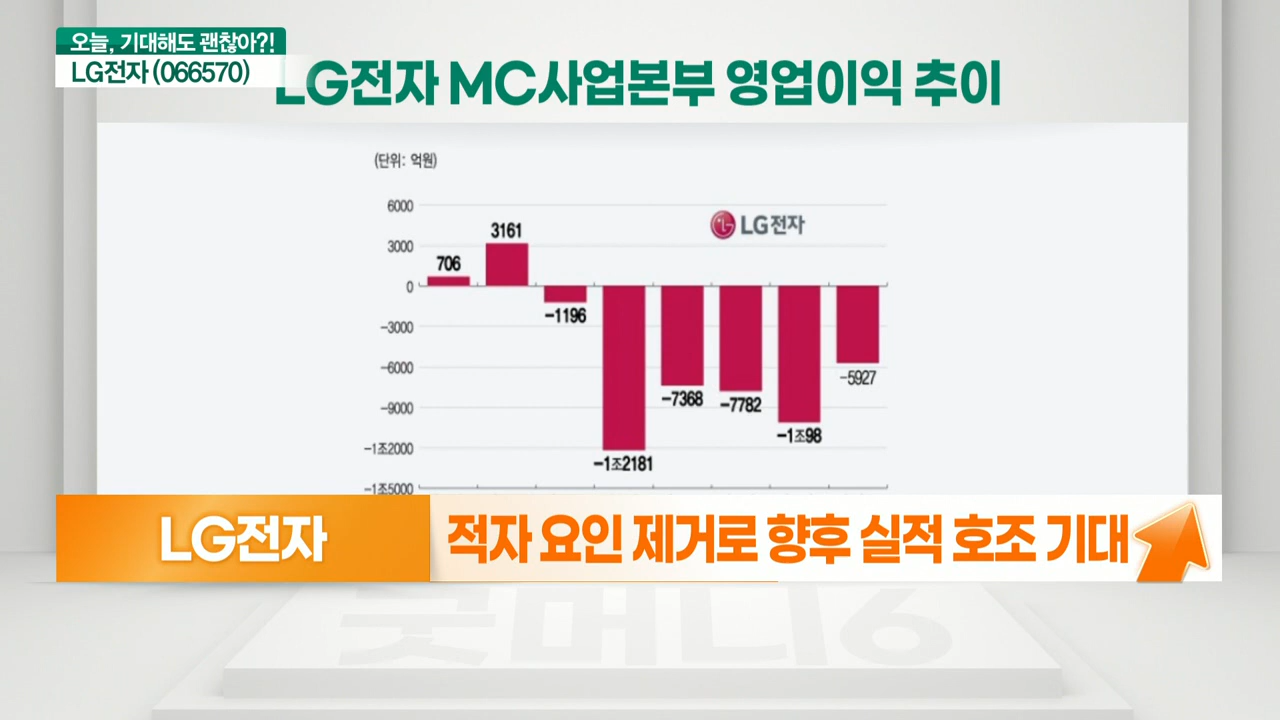 오늘, 기대해도 괜찮아?!
LG전자 (066570)
LG전자 MC사업본부 영업이익 추이
(단위: 억원)
LG전자
6000
3000
0
-3000
-6000
-9000
-1조2000
-1조5000
706
3161
-1196
-1조2181
-7368
-7782
-1조98
-5927
LG전자
적자 요인 제거로 향후 실적 호조 기대
굿머니6